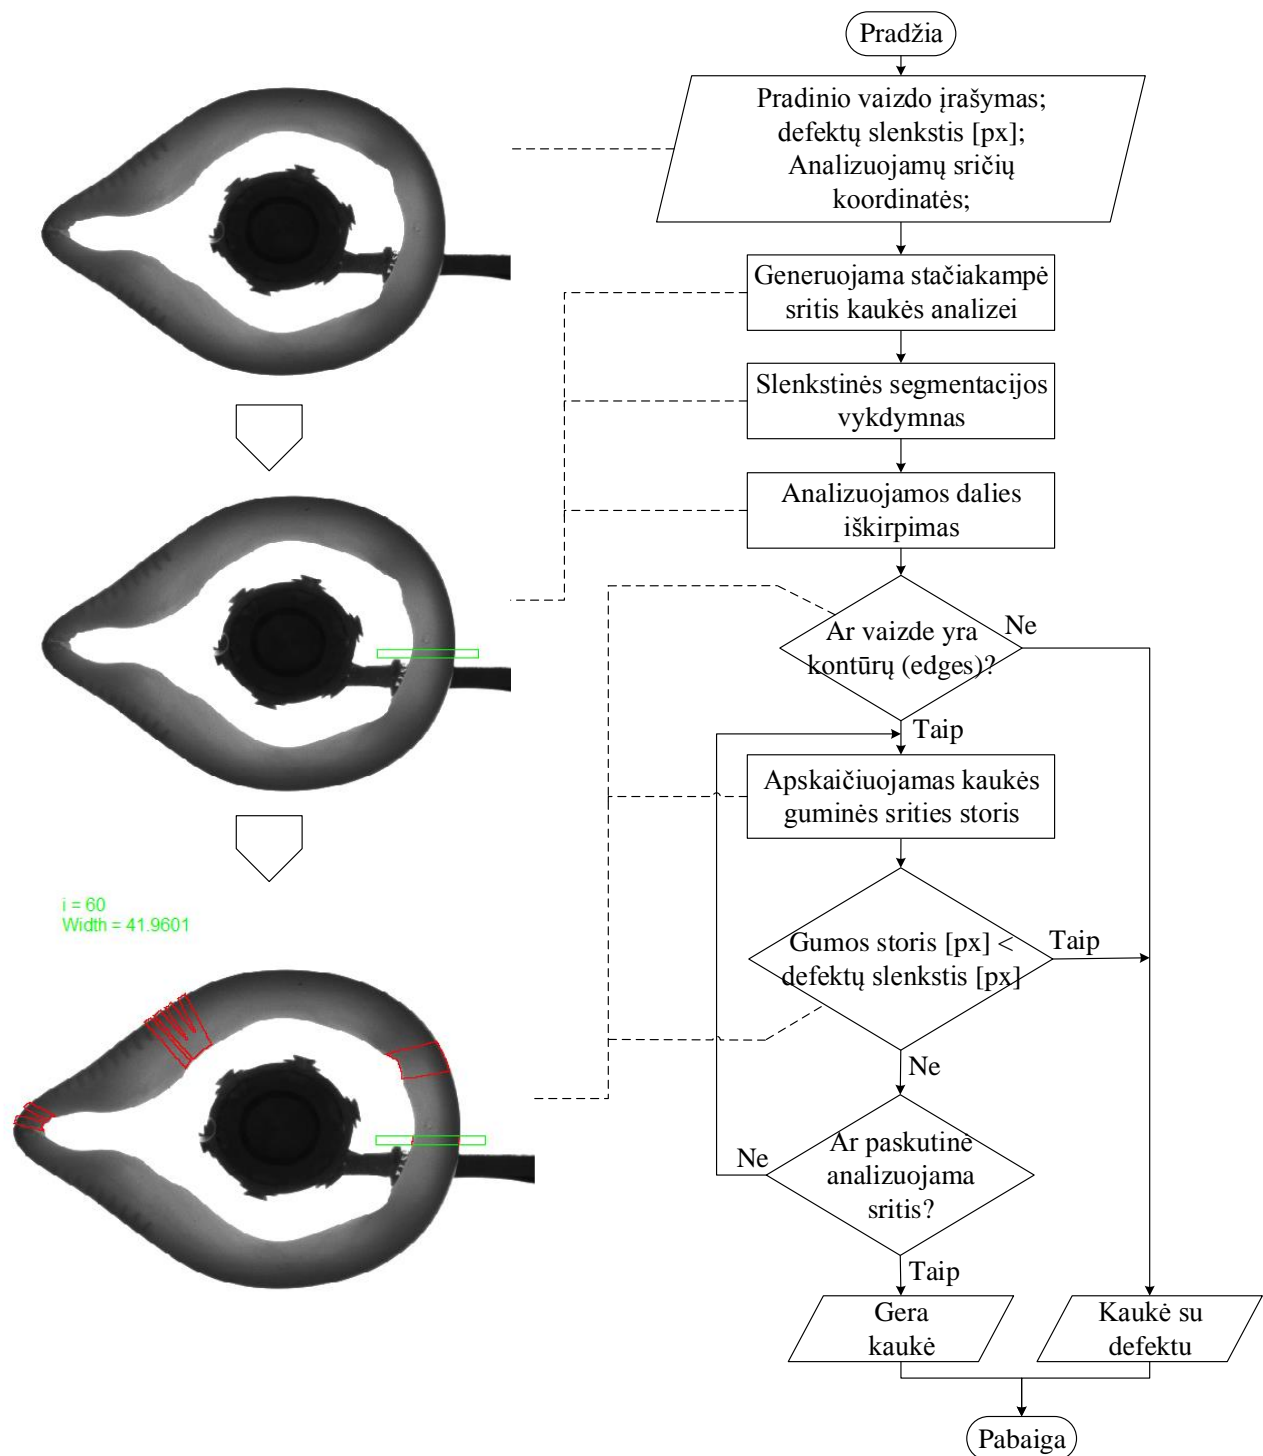 Pradžia
Pradinio vaizdo įrašymas;
defektų slenkstis [px];
Analizuojamų sričių
koordinatės;
Generuojama stačiakampė
sritis kaukės analizei
Slenkstinės segmentacijos
vykdymnas
Analizuojamos dalies
iškirpimas
Ar vaizde yra
kontūrų (edges)?
Ne
Taip
Apskaičiuojamas kaukės
guminės srities storis
i = 60
Width = 41.9601
Gumos storis [px] <
defektų slenkstis [px]
Taip
Ne
Ar paskutinė
analizuojama
sritis?
Ne
Taip
Gera
kaukė
Kaukė su
defektu
Pabaiga